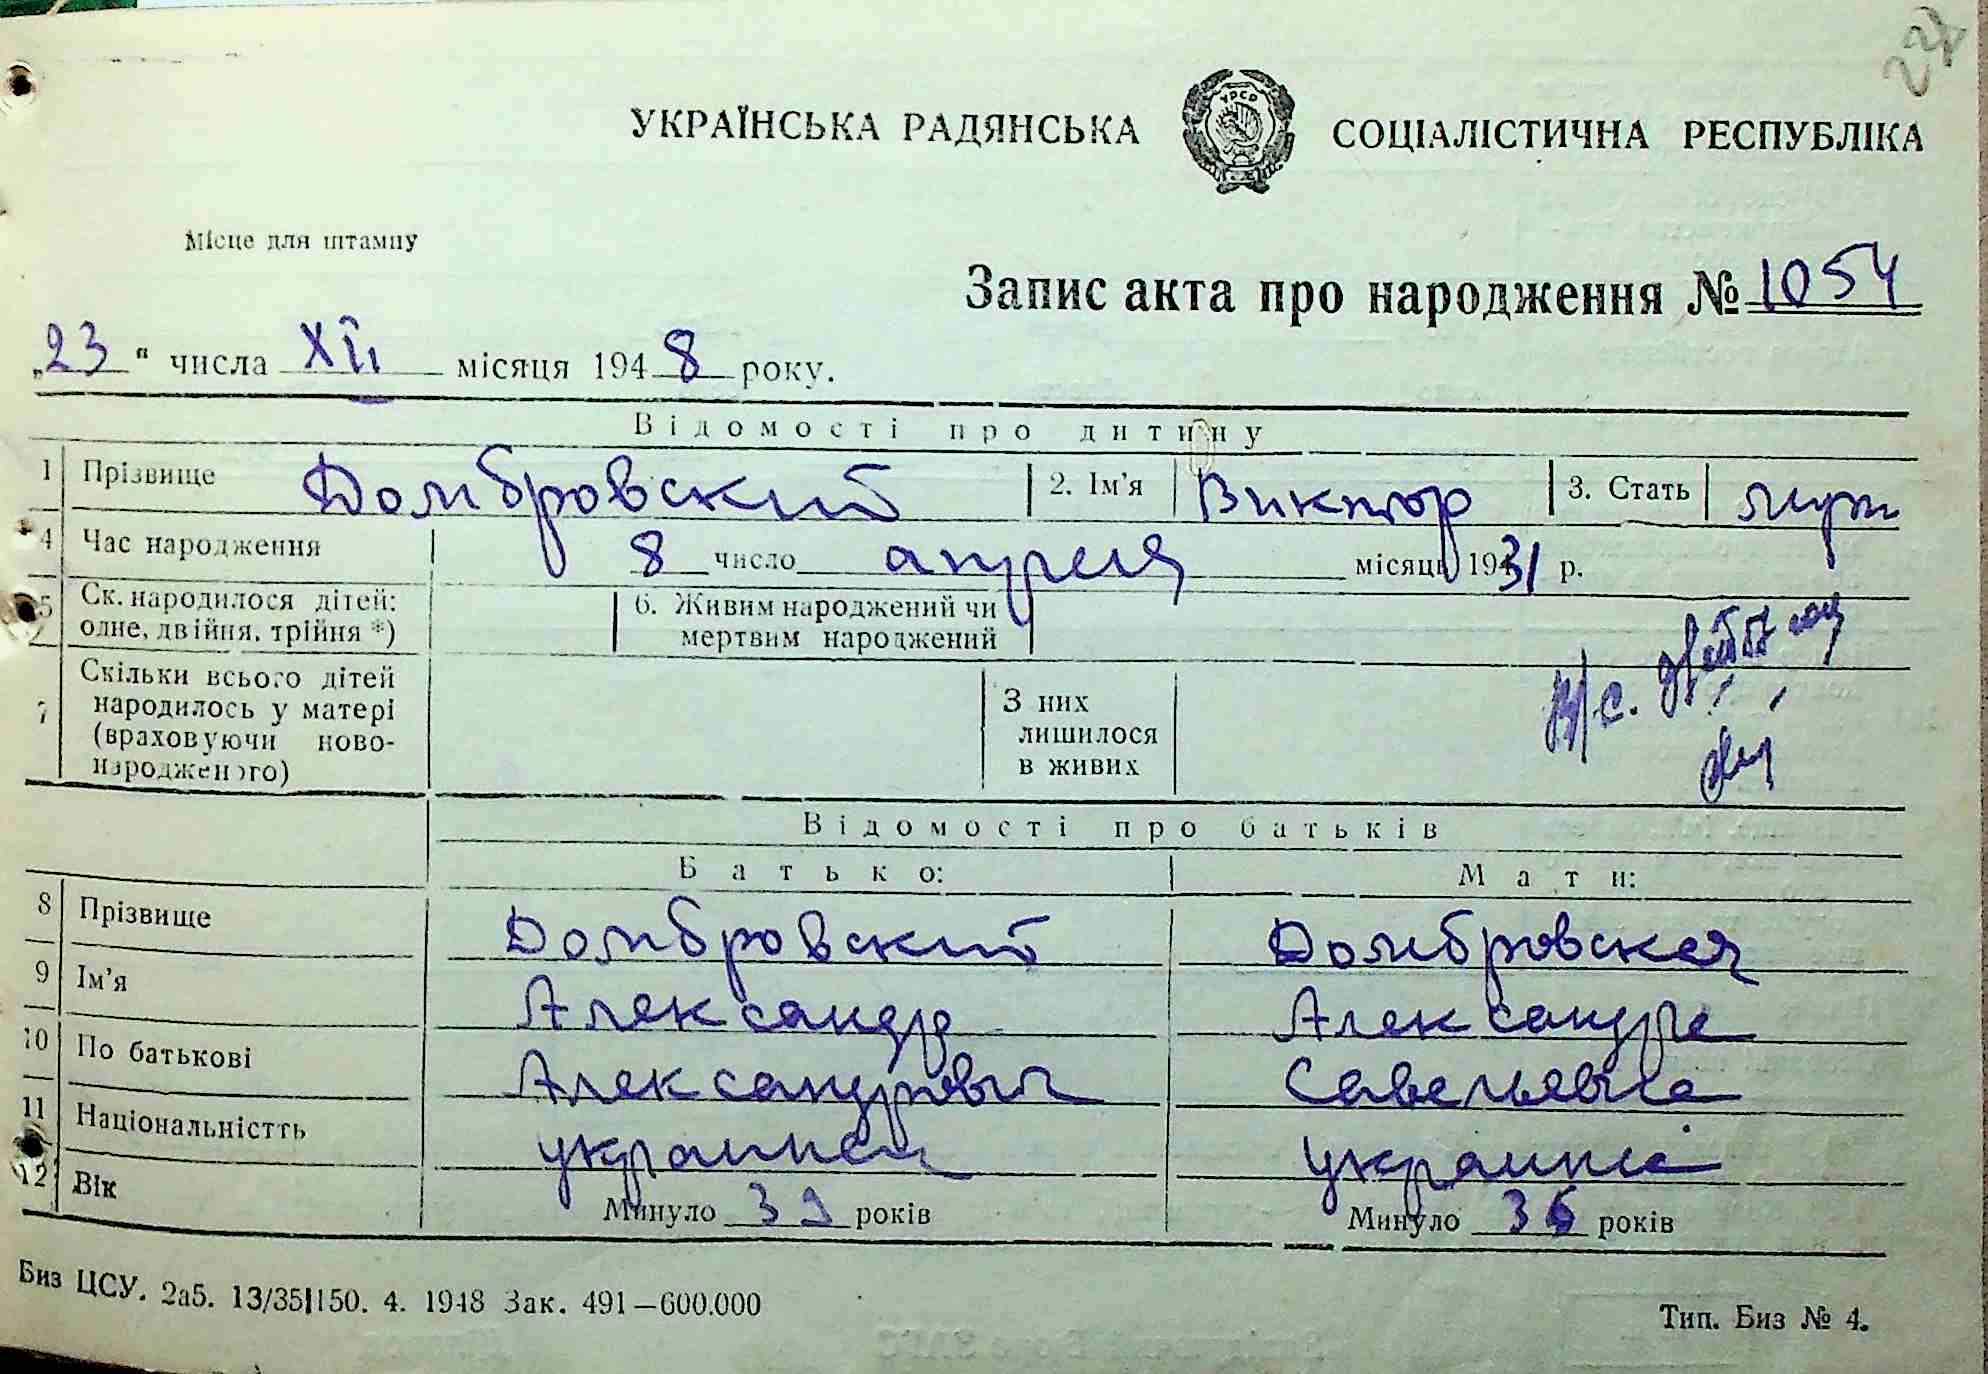 227
УКРАЇНСЬКА РАДЯНСЬКА СОЦІАЛІСТИЧНА РЕСПУБЛІКА
УРСР
Місце для штампу
Запис акта про народження № 1054
„23" числа XII місяця 1948 року.
Відомості про дитину
1 Прізвище Домбровский 2. Ім'я Виктор 3. Стать муж
4 Час народження 8 число апреля місяць 1931 р.
5 Ск. народилося дітей: одне, двійня, трійня *) 6. Живим народжений чи мертвим народжений
7 Скільки всього дітей народилось у матері (враховуючи новонародженого) З них лишилося в живих
Відомості про батьків
Батько: Мати:
8 Прізвище Домбровский Домбровская
9 Ім'я Александр Александра
10 По батькові Александрович Савельевна
11 Національністть украинец украинка
12 Вік Минуло 39 років Минуло 36 років
Биз ЦСУ. 2а5. 13/35|150. 4. 1948 Зак. 491—600.000
Тип. Биз № 4.